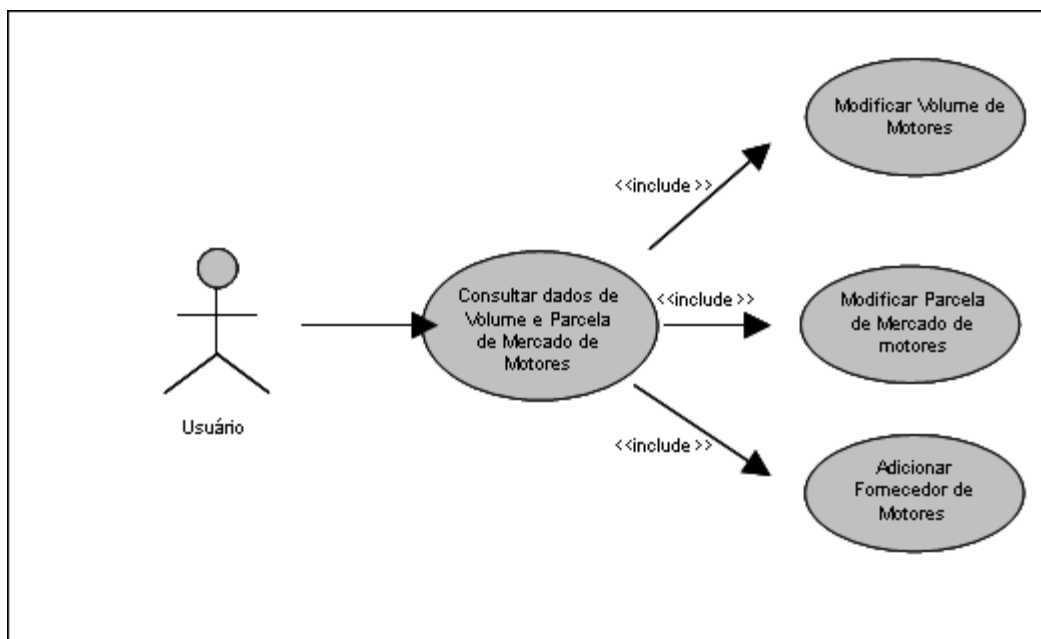 Modificar Volume de
Motores
<<include>>
Consultar dados de
Volume e Parcela
de Mercado de
Motores
<<include>>
Modificar Parcela
de Mercado de
motores
Usuário
<<include>>
Adicionar
Fornecedor de
Motores